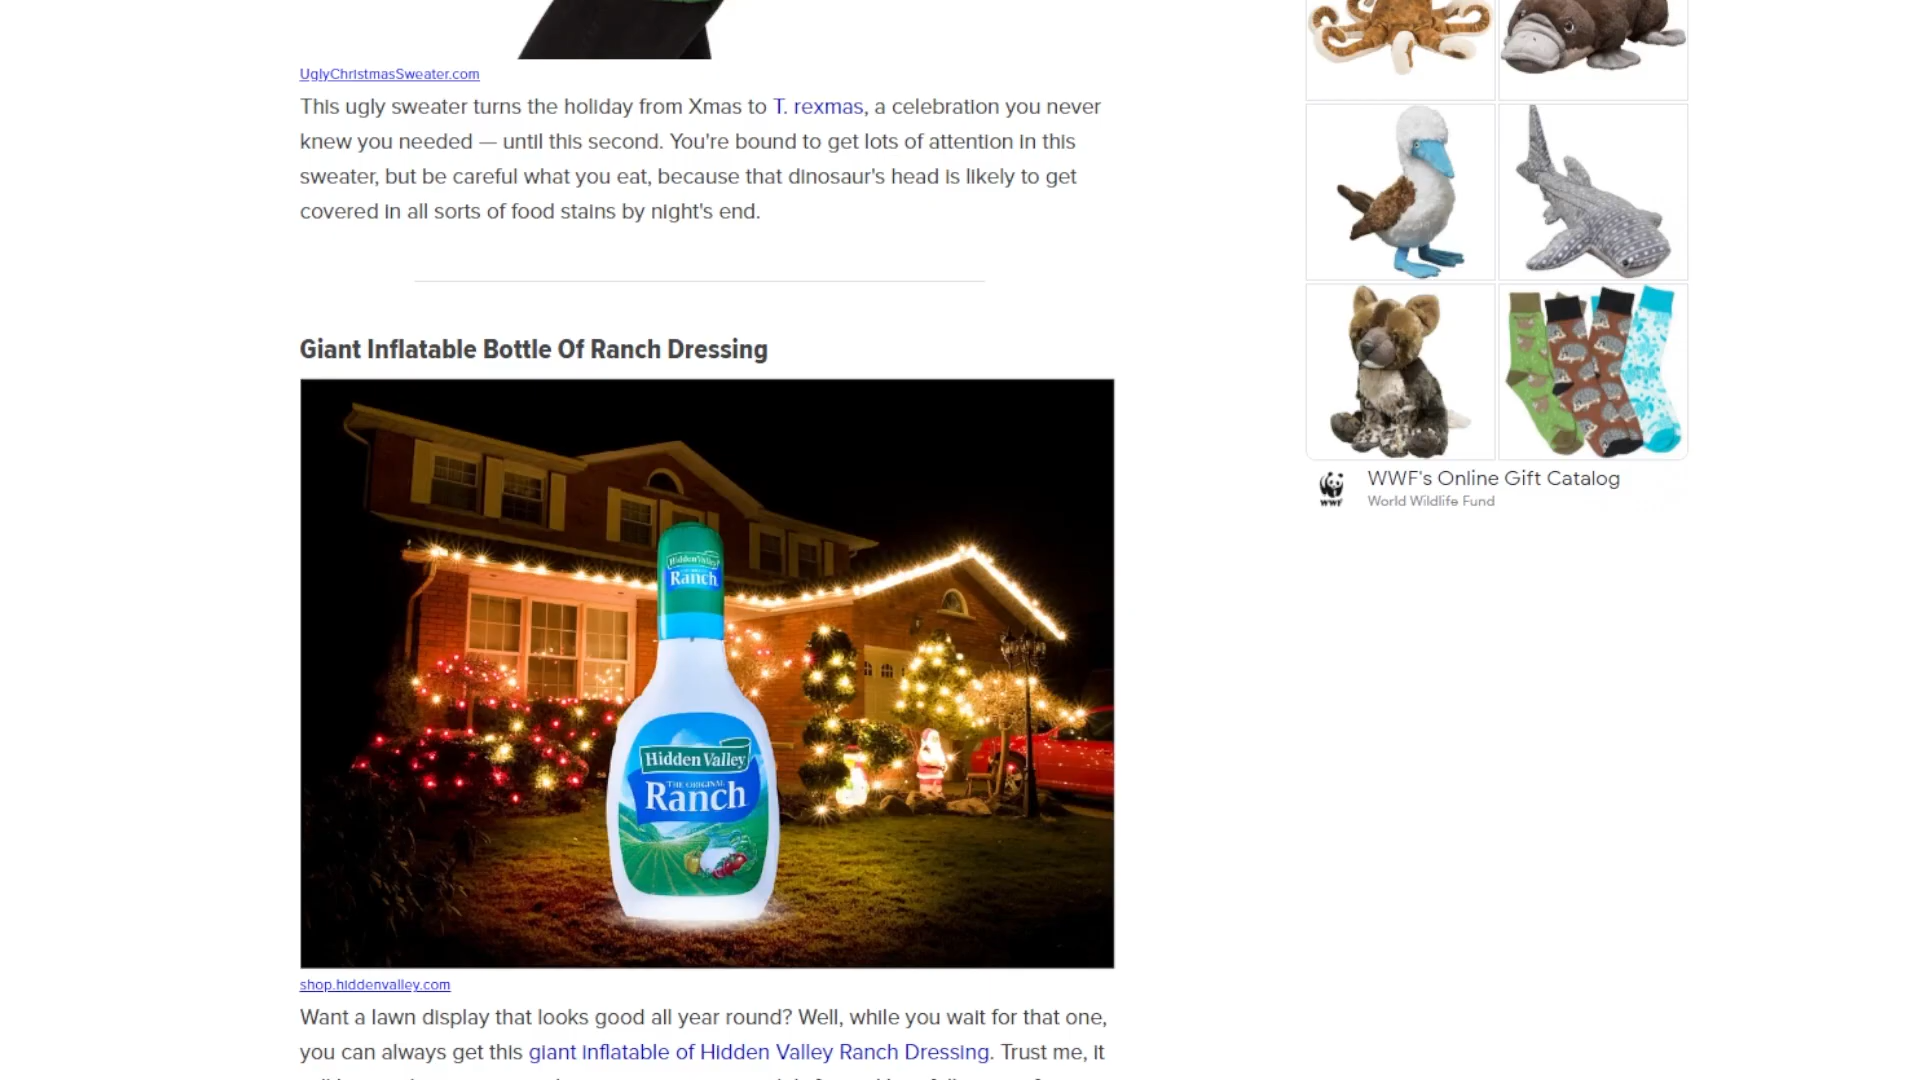 UglyChristmasSweater.com
This ugly sweater turns the holiday from Xmas to T. rexmas, a celebration you never
knew you needed — until this second. You're bound to get lots of attention in this
sweater, but be careful what you eat, because that dinosaur's head is likely to get
covered in all sorts of food stains by night's end.
Giant Inflatable Bottle Of Ranch Dressing
Hidden Valley
Ranch
Hidden Valley
THE ORIGINAL
Ranch
shop.hiddenvalley.com
Want a lawn display that looks good all year round? Well, while you wait for that one,
you can always get this giant inflatable of Hidden Valley Ranch Dressing. Trust me, it
WWF
WWF's Online Gift Catalog
World Wildlife Fund